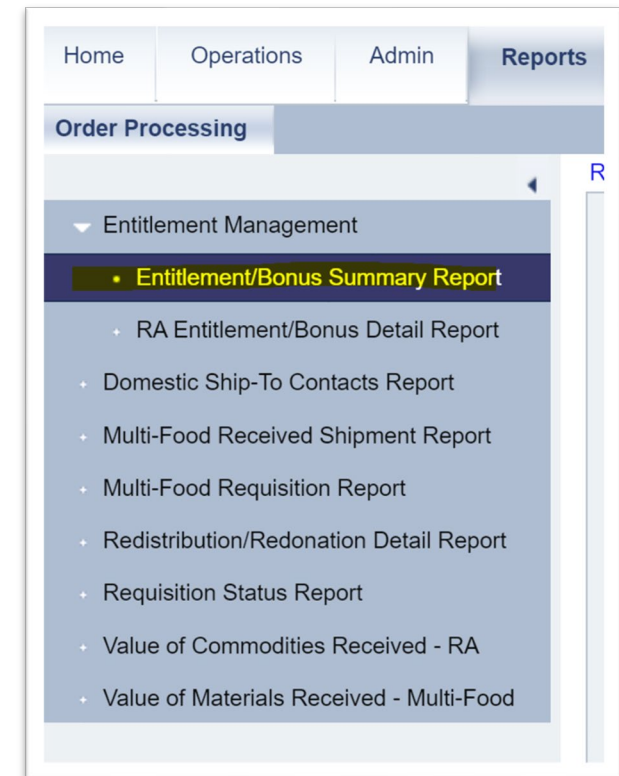 Home Operations Admin Reports
Order Processing
R
Entitlement Management
Entitlement/Bonus Summary Report
RA Entitlement/Bonus Detail Report
Domestic Ship-To Contacts Report
Multi-Food Received Shipment Report
Multi-Food Requisition Report
Redistribution/Redonation Detail Report
Requisition Status Report
Value of Commodities Received - RA
Value of Materials Received - Multi-Food